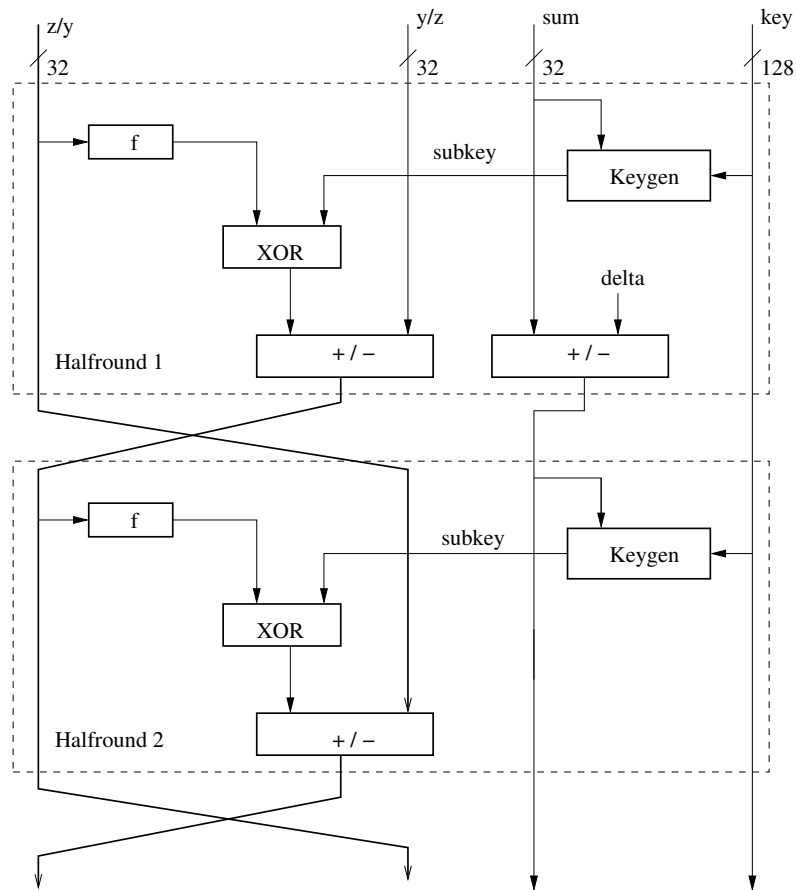 z/y y/z sum key
32 32 32 128
f
subkey
Keygen
XOR
delta
+ / −
+ / −
Halfround 1
f
subkey
Keygen
XOR
+ / −
Halfround 2